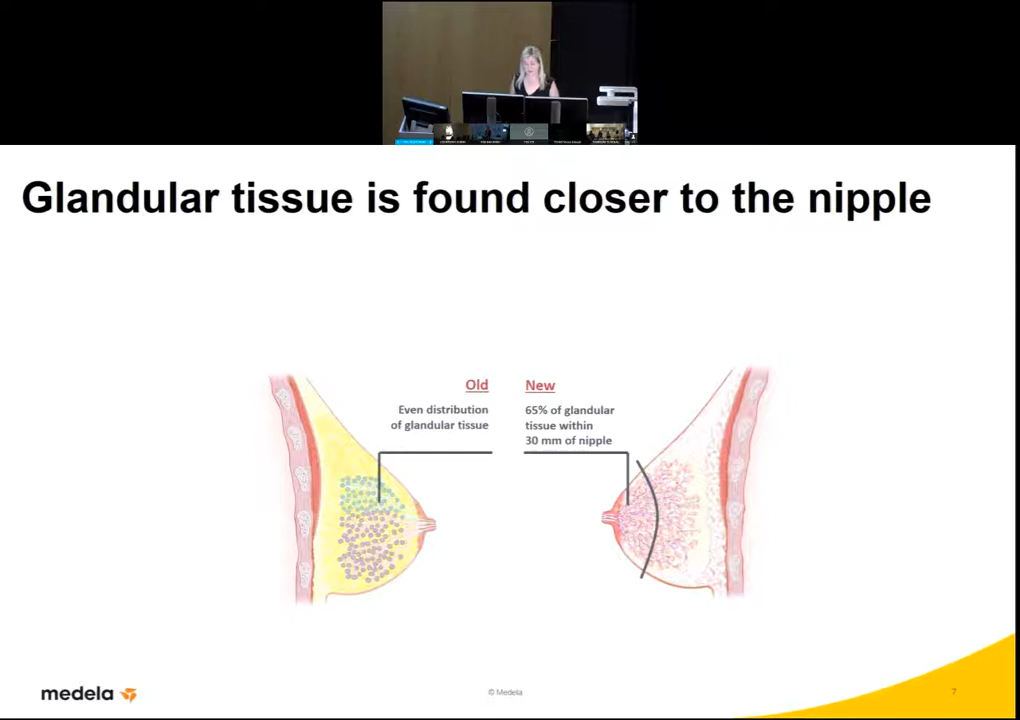 Glandular tissue is found closer to the nipple
Old
Even distribution
of glandular tissue
New
65% of glandular
tissue within
30 mm of nipple
medela
© Medela
7